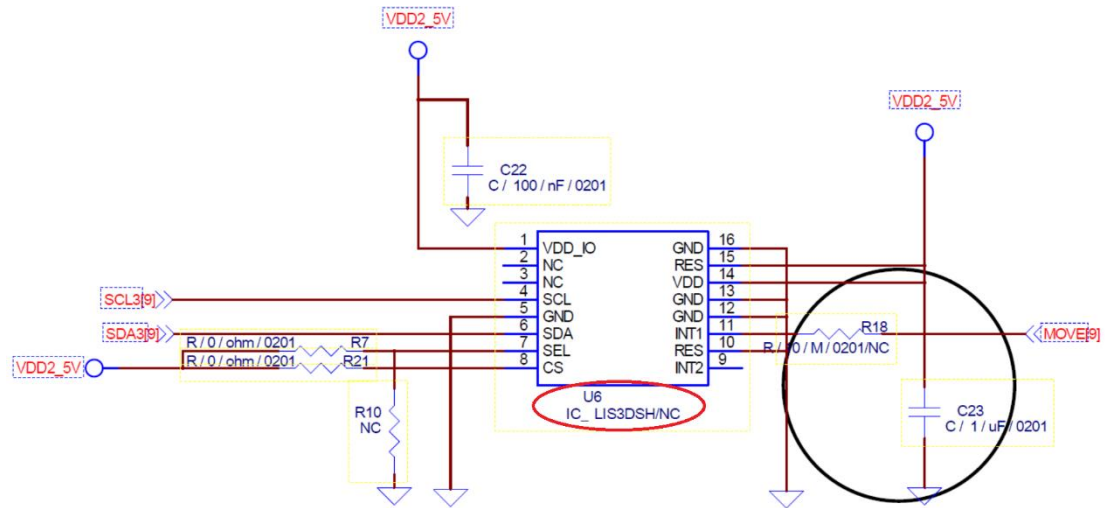 VDD2_5V
VDD2_5V
C22
C / 100 / nF / 0201
1 VDD_IO GND 16
2 NC RES 15
3 NC VDD 14
SCL3[9] 4 SCL GND 13
5 GND GND 12
SDA3[9] 6 SDA INT1 11 R18 MOVE[9]
R / 0 / ohm / 0201 R7 7 SEL RES 10 M / 0201/NC
VDD2_5V R / 0 / ohm / 0201 R21 8 CS INT2 9
U6
IC_ LIS3DSH/NC
R10
NC
C23
C / 1 / uF / 0201